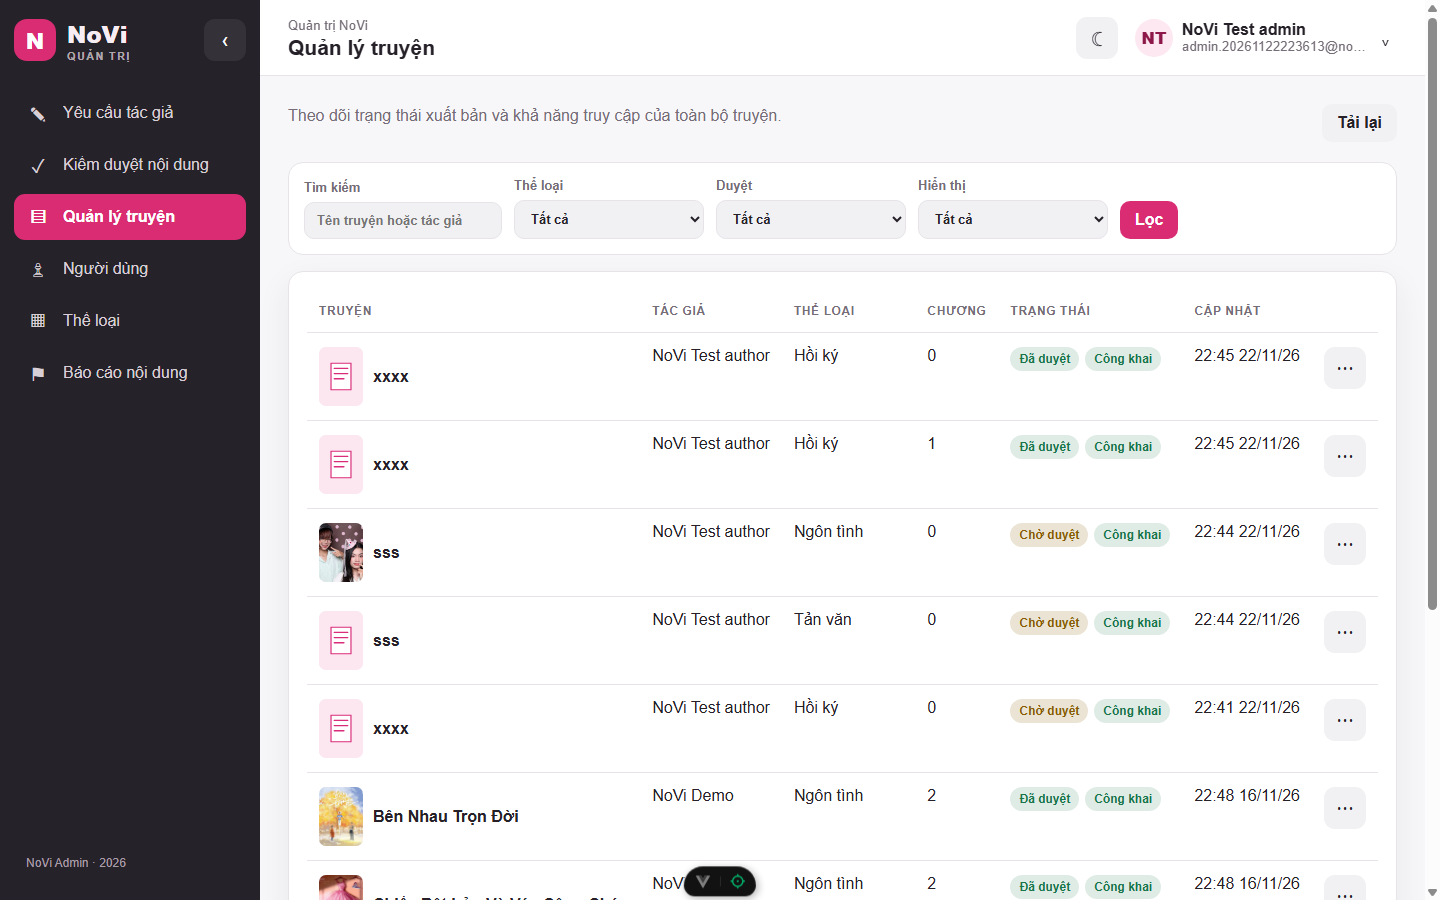 N NoVi
QUẢN TRỊ
Yêu cầu tác giả
Kiểm duyệt nội dung
Quản lý truyện
Người dùng
Thể loại
Báo cáo nội dung
NoVi Admin · 2026
Quản trị NoVi
Quản lý truyện
NT NoVi Test admin
admin.20261122223613@no...
Theo dõi trạng thái xuất bản và khả năng truy cập của toàn bộ truyện.
Tải lại
Tìm kiếm Thể loại Duyệt Hiển thị
Tên truyện hoặc tác giả Tất cả Tất cả Tất cả Lọc
TRUYỆN TÁC GIẢ THỂ LOẠI CHƯƠNG TRẠNG THÁI CẬP NHẬT
xxxx NoVi Test author Hồi ký 0 Đã duyệt Công khai 22:45 22/11/26 ...
xxxx NoVi Test author Hồi ký 1 Đã duyệt Công khai 22:45 22/11/26 ...
sss NoVi Test author Ngôn tình 0 Chờ duyệt Công khai 22:44 22/11/26 ...
sss NoVi Test author Tản văn 0 Chờ duyệt Công khai 22:44 22/11/26 ...
xxxx NoVi Test author Hồi ký 0 Chờ duyệt Công khai 22:41 22/11/26 ...
Bên Nhau Trọn Đời NoVi Demo Ngôn tình 2 Đã duyệt Công khai 22:48 16/11/26 ...
NoVi Ngôn tình 2 Đã duyệt Công khai 22:48 16/11/26 ...